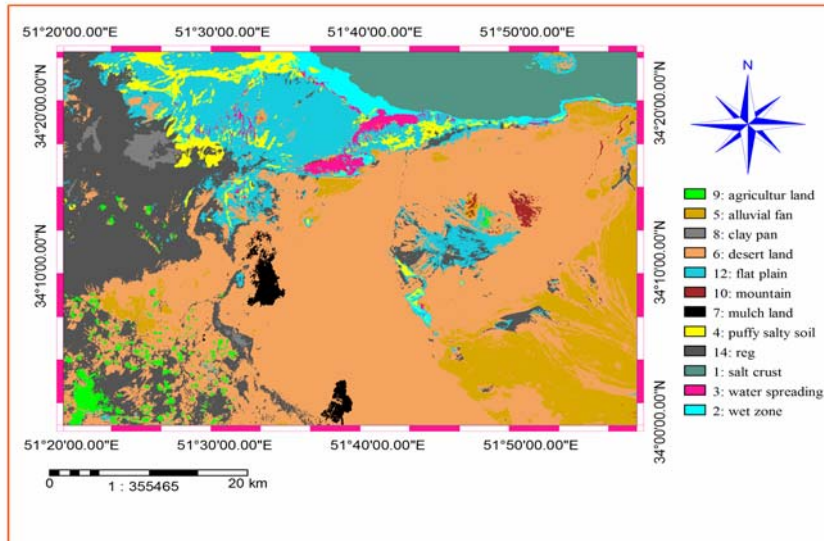 51°20'00.00"E 51°30'00.00"E 51°40'00.00"E 51°50'00.00"E
34°20'00.00"N
34°10'00.00"N
34°20'00.00"N
34°10'00.00"N
34°00'00.00"N
N
9: agricultur land
5: alluvial fan
8: clay pan
6: desert land
12: flat plain
10: mountain
7: mulch land
4: puffy salty soil
14: reg
1: salt crust
3: water spreading
2: wet zone
51°20'00.00"E 51°30'00.00"E 51°40'00.00"E 51°50'00.00"E
0 20 km
1 : 355465